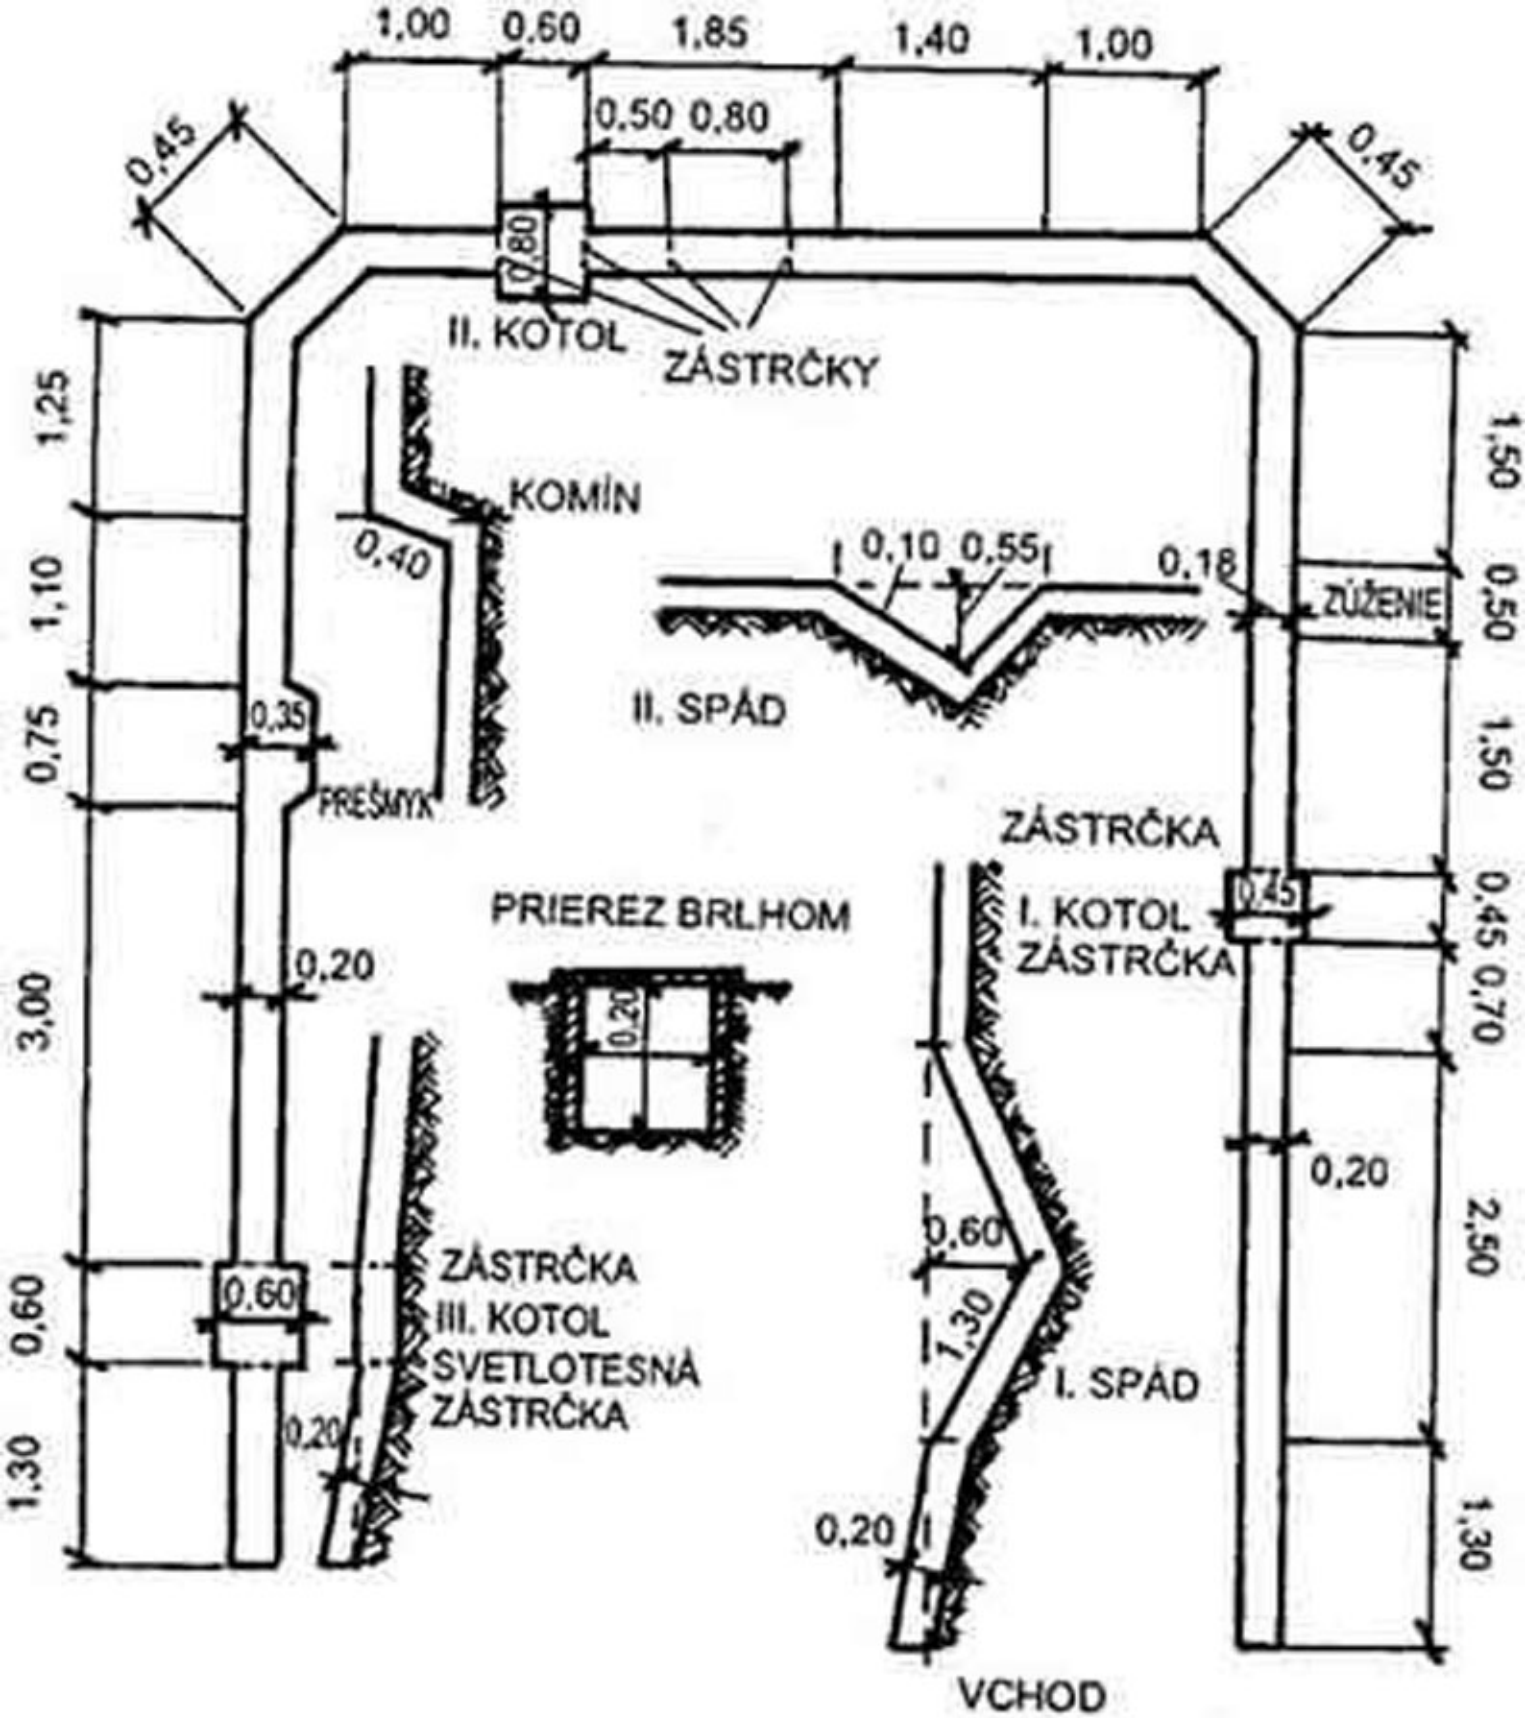 1,00 0.60 1,85 1,40 1,00
0.50 0.80
0,45
0,45
0,80
II. KOTOL
ZÁSTRČKY
1,25
1,50
KOMÍN
0,40
0,10 0,55
0,18
ZÚŽENIE
0,50
1,10
II. SPÁD
0,35
0,75
1,50
PREŠMYK
ZÁSTRČKA
PRIEREZ BRLHOM
I. KOTOL
0,45
0,45
ZÁSTRČKA
0,70
0,20
0.20
3,00
0,20
2,50
0.60
ZÁSTRČKA
0.60
0,60
III. KOTOL
1,30
SVETLOTESNÁ
ZÁSTRČKA
I. SPÁD
0,20
1,30
0,20
1,30
VCHOD